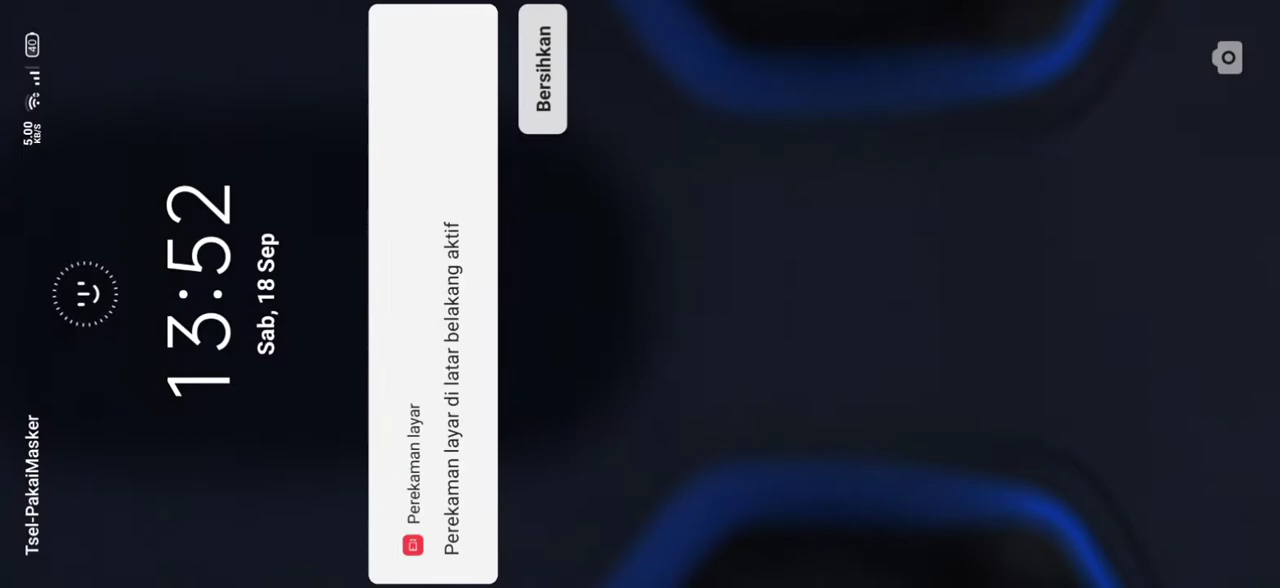 Tsel-PakaiMasker
5.00 KB/S
40
13:52
Sab, 18 Sep
Perekaman layar
Perekaman layar di latar belakang aktif
Bersihkan